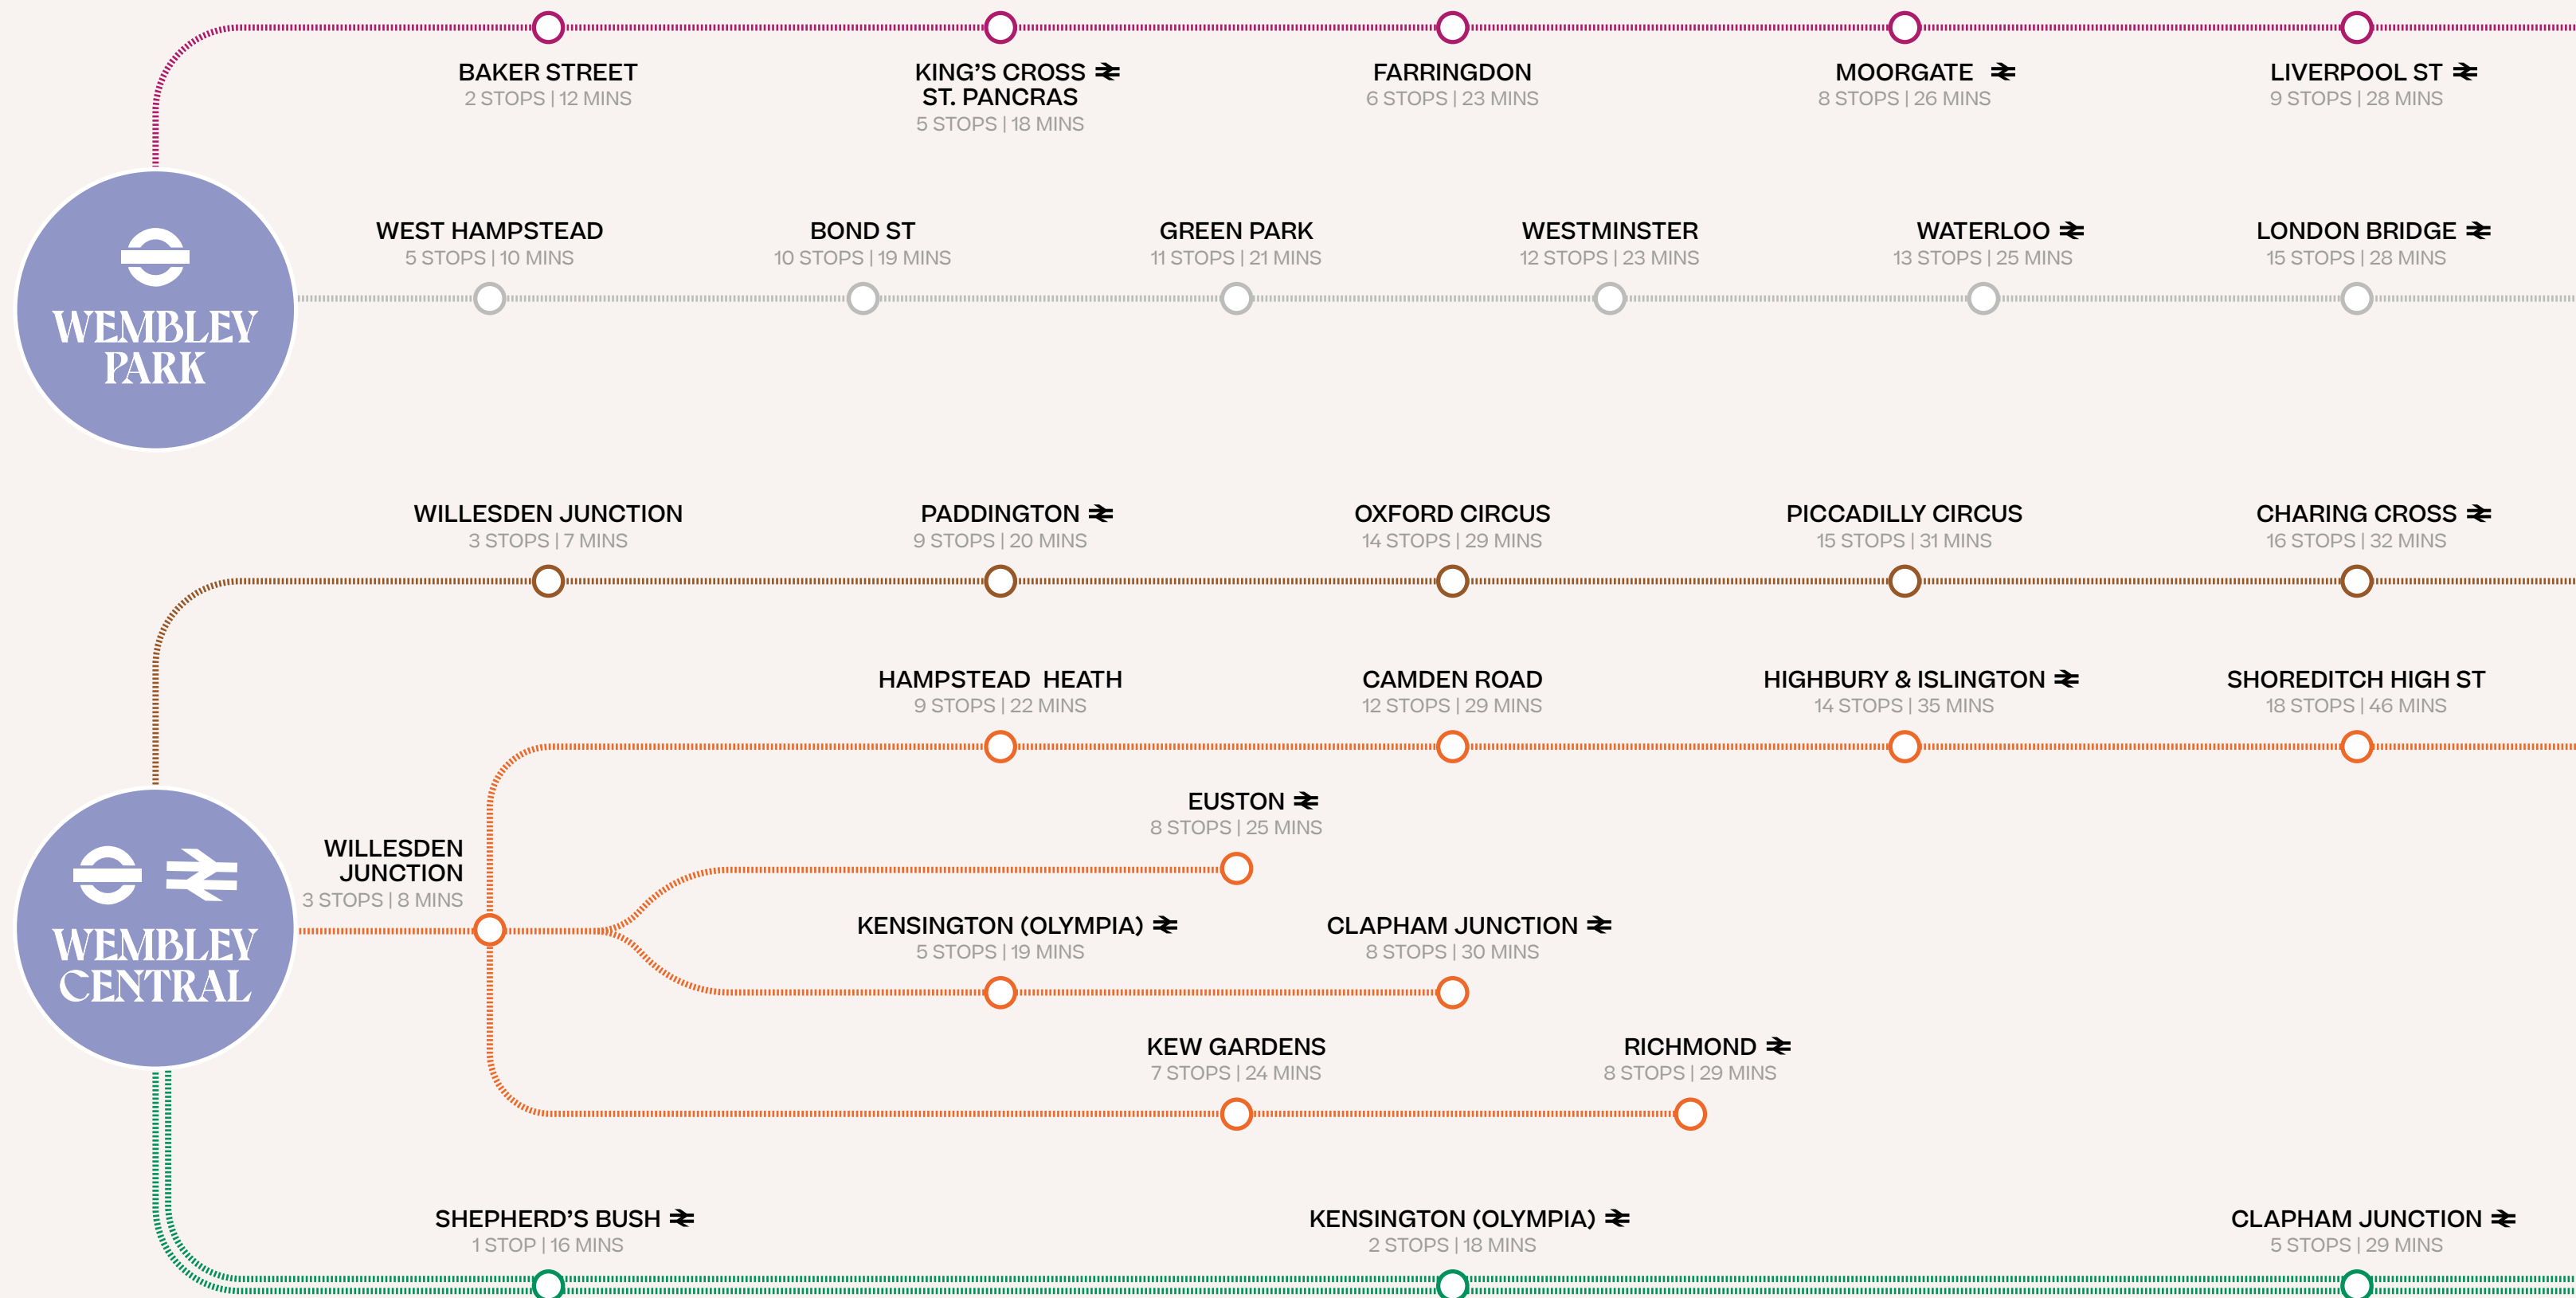 BAKER STREET
2 STOPS | 12 MINS
KING’S CROSS
ST. PANCRAS
5 STOPS | 18 MINS
FARRINGDON
6 STOPS | 23 MINS
MOORGATE
8 STOPS | 26 MINS
LIVERPOOL ST
9 STOPS | 28 MINS
WEMBLEY
PARK
WEST HAMPSTEAD
5 STOPS | 10 MINS
BOND ST
10 STOPS | 19 MINS
GREEN PARK
11 STOPS | 21 MINS
WESTMINSTER
12 STOPS | 23 MINS
WATERLOO
13 STOPS | 25 MINS
LONDON BRIDGE
15 STOPS | 28 MINS
WILLESDEN JUNCTION
3 STOPS | 7 MINS
PADDINGTON
9 STOPS | 20 MINS
OXFORD CIRCUS
14 STOPS | 29 MINS
PICCADILLY CIRCUS
15 STOPS | 31 MINS
CHARING CROSS
16 STOPS | 32 MINS
HAMPSTEAD HEATH
9 STOPS | 22 MINS
CAMDEN ROAD
12 STOPS | 29 MINS
HIGHBURY & ISLINGTON
14 STOPS | 35 MINS
SHOREDITCH HIGH ST
18 STOPS | 46 MINS
EUSTON
8 STOPS | 25 MINS
WEMBLEY
CENTRAL
WILLESDEN
JUNCTION
3 STOPS | 8 MINS
KENSINGTON (OLYMPIA)
5 STOPS | 19 MINS
CLAPHAM JUNCTION
8 STOPS | 30 MINS
KEW GARDENS
7 STOPS | 24 MINS
RICHMOND
8 STOPS | 29 MINS
SHEPHERD’S BUSH
1 STOP | 16 MINS
KENSINGTON (OLYMPIA)
2 STOPS | 18 MINS
CLAPHAM JUNCTION
5 STOPS | 29 MINS